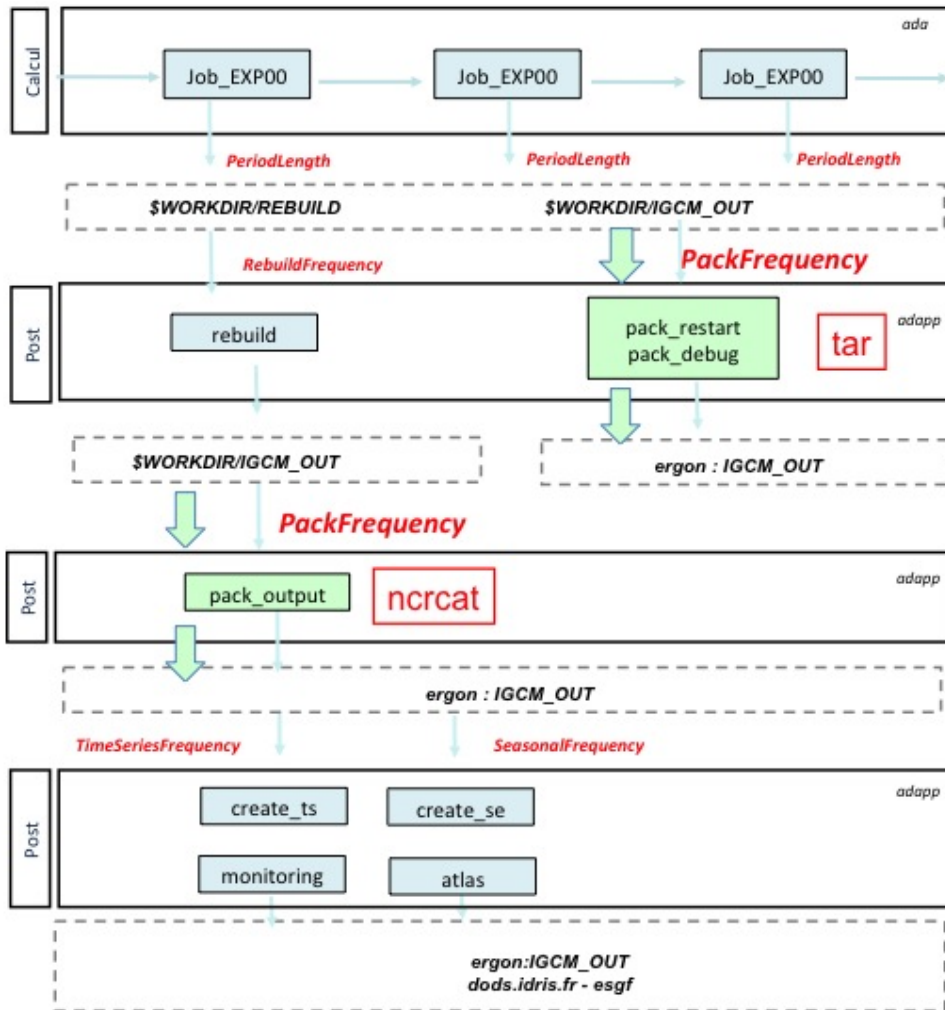 ada
Calcul
Job_EXP00
Job_EXP00
Job_EXP00
PeriodLength
PeriodLength
PeriodLength
$WORKDIR/REBUILD
$WORKDIR/IGCM_OUT
RebuildFrequency
PackFrequency
Post
adapp
rebuild
pack_restart
pack_debug
tar
$WORKDIR/IGCM_OUT
ergon : IGCM_OUT
PackFrequency
Post
adapp
pack_output
ncrcat
ergon : IGCM_OUT
TimeSeriesFrequency
SeasonalFrequency
Post
adapp
create_ts
create_se
monitoring
atlas
ergon:IGCM_OUT
dods.idris.fr - esgf